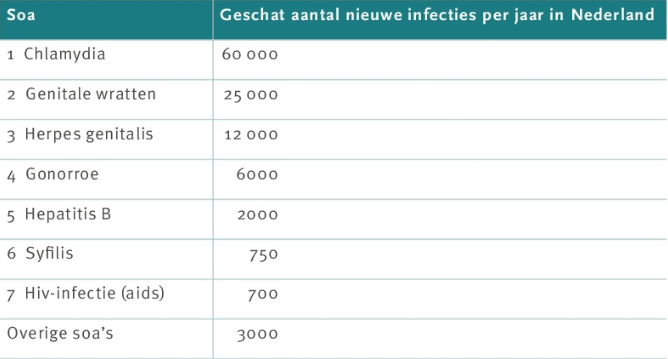 Soa Geschat aantal nieuwe infecties per jaar in Nederland
1 Chlamydia 60 000
2 Genitale wratten 25 000
3 Herpes genitalis 12 000
4 Gonorroe 6000
5 Hepatitis B 2000
6 Syfilis 750
7 Hiv-infectie (aids) 700
Overige soa's 3000